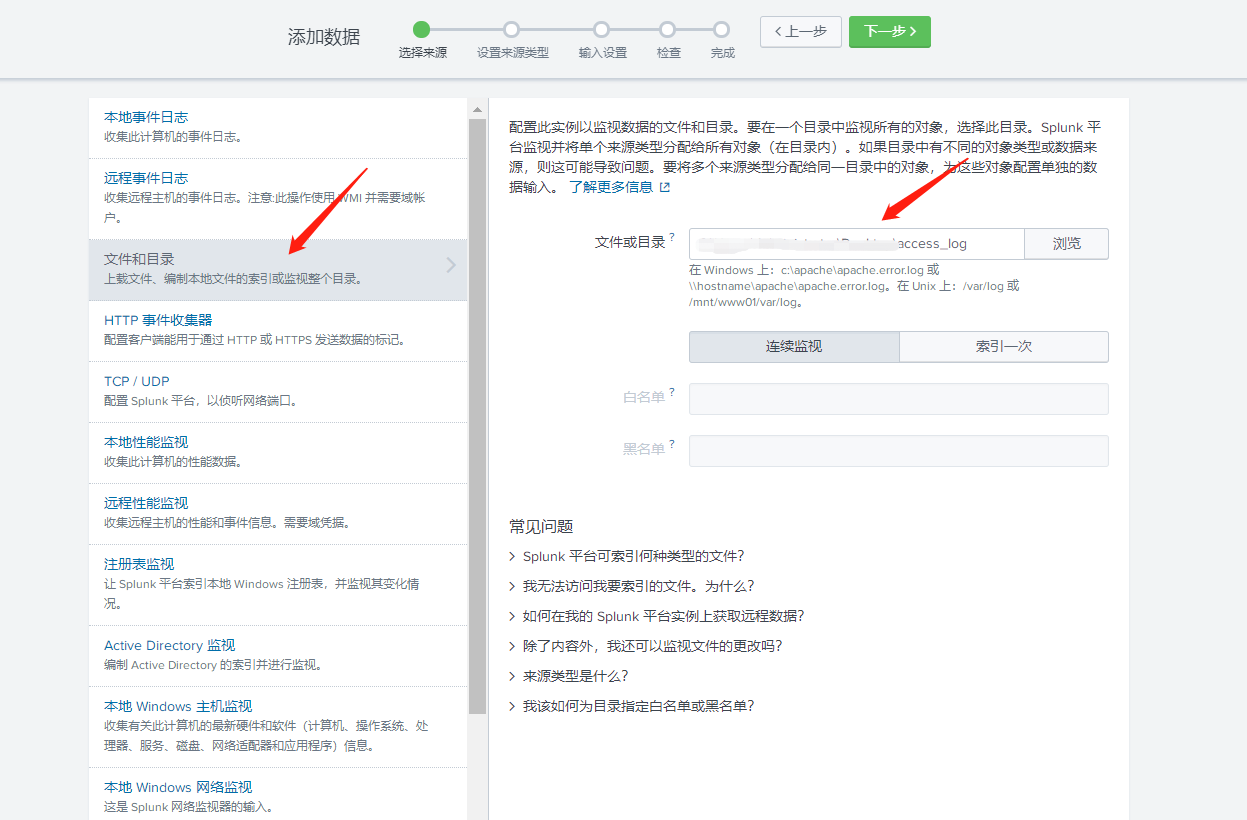 添加数据
选择来源
设置来源类型
输入设置
检查
完成
上一步
下一步
本地事件日志
收集此计算机的事件日志。
远程事件日志
收集远程主机的事件日志。注意:此操作使用 WMI 并需要域帐
户。
文件和目录
上载文件、编制本地文件的索引或监视整个目录。
HTTP 事件收集器
配置客户端能用于通过 HTTP 或 HTTPS 发送数据的标记。
TCP / UDP
配置 Splunk 平台，以侦听网络端口。
本地性能监视
收集此计算机的性能数据。
远程性能监视
收集远程主机的性能和事件信息。需要域凭据。
注册表监视
让 Splunk 平台索引本地 Windows 注册表，并监视其变化情
况。
Active Directory 监视
编制 Active Directory 的索引并进行监视。
本地 Windows 主机监视
收集有关此计算机的最新硬件和软件（计算机、操作系统、处
理器、服务、磁盘、网络适配器和应用程序）信息。
本地 Windows 网络监视
这是 Splunk 网络监视器的输入。
配置此实例以监视数据的文件和目录。要在一个目录中监视所有的对象，选择此目录。Splunk 平
台监视并将单个来源类型分配给所有对象（在目录内）。如果目录中有不同的对象类型或数据来
源，则这可能导致问题。要将多个来源类型分配给同一目录中的对象，为这些对象配置单独的数
据输入。 了解更多信息
文件或目录 ?
access_log
浏览
在 Windows 上：c:\apache\apache.error.log 或
\\hostname\apache\apache.error.log。在 Unix 上：/var/log 或
/mnt/www01/var/log。
连续监视
索引一次
白名单 ?
黑名单 ?
常见问题
Splunk 平台可索引何种类型的文件?
我无法访问我要索引的文件。为什么?
如何在我的 Splunk 平台实例上获取远程数据?
除了内容外，我还可以监视文件的更改吗?
来源类型是什么?
我该如何为目录指定白名单或黑名单?